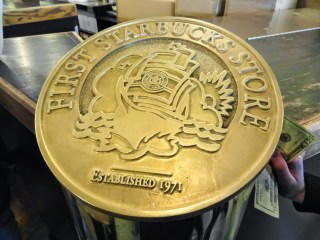 FIRST STARBUCKS STORE
ESTABLISHED 1971